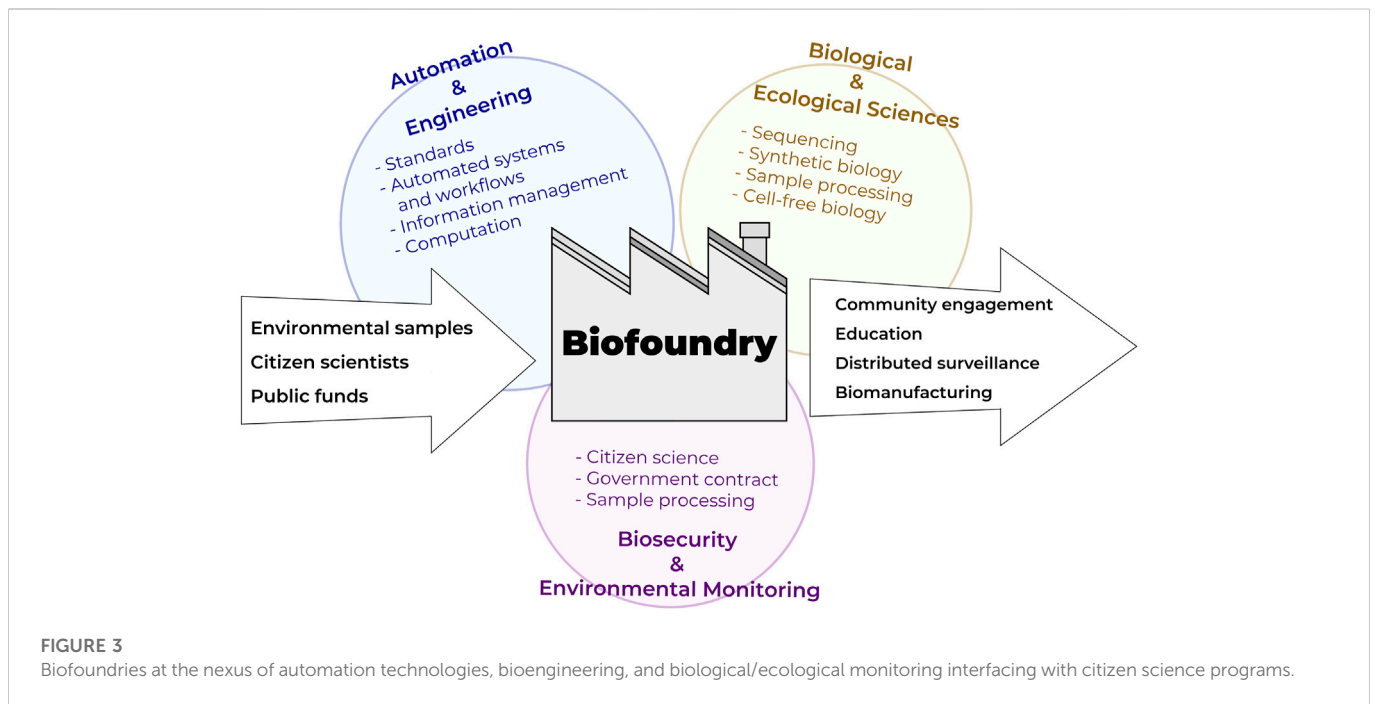 Automation
&
Engineering
- Standards
- Automated systems
and workflows
- Information management
- Computation
Biological
&
Ecological Sciences
- Sequencing
- Synthetic biology
- Sample processing
- Cell-free biology
Environmental samples
Citizen scientists
Public funds
Biofoundry
Community engagement
Education
Distributed surveillance
Biomanufacturing
- Citizen science
- Government contract
- Sample processing
Biosecurity
&
Environmental Monitoring
FIGURE 3
Biofoundries at the nexus of automation technologies, bioengineering, and biological/ecological monitoring interfacing with citizen science programs.